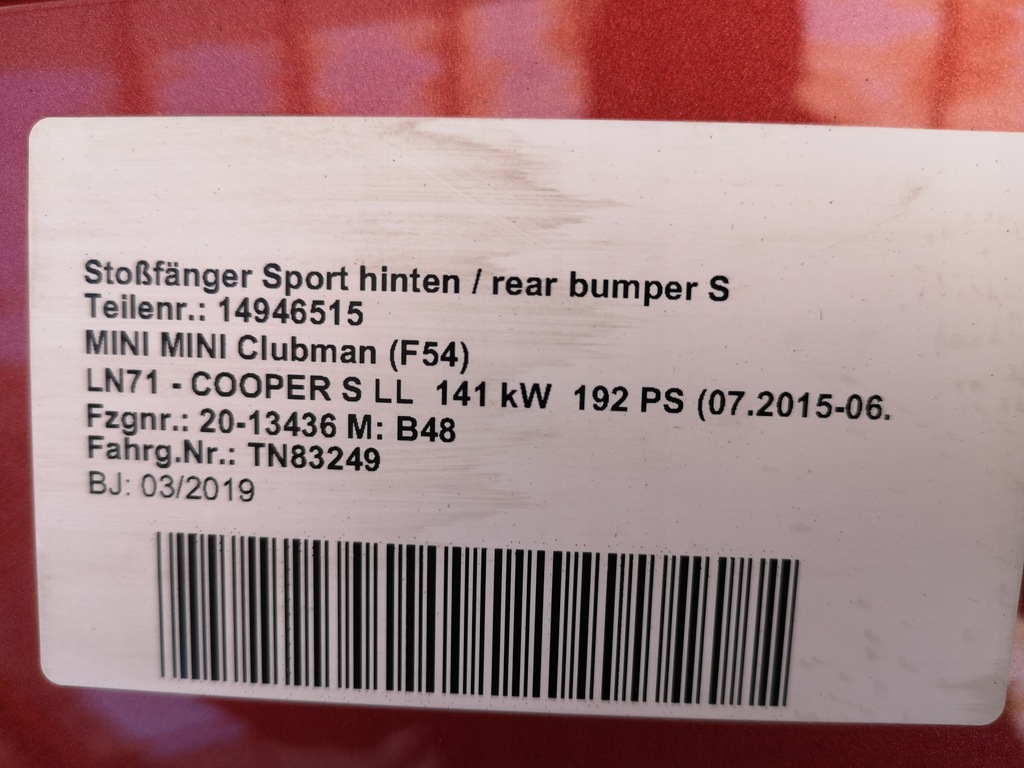 Stoßfänger Sport hinten / rear bumper S
Teilenr.: 14946515
MINI MINI Clubman (F54)
LN71 - COOPER S LL 141 kW 192 PS (07.2015-06.
Fzgnr.: 20-13436 M: B48
Fahrg.Nr.: TN83249
BJ: 03/2019